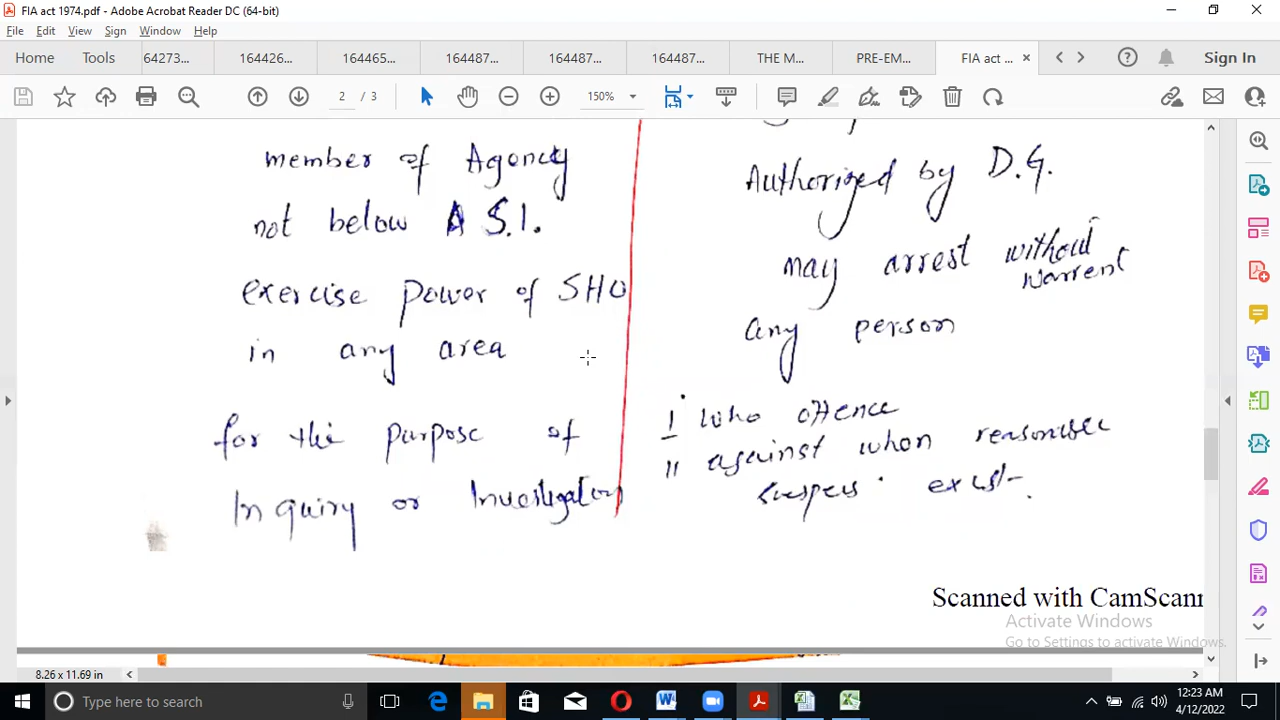 FIA act 1974.pdf - Adobe Acrobat Reader DC (64-bit)
File Edit View Sign Window Help
Home Tools 64273... 164426... 164465... 164487... 164487... 164487... THE M... PRE-EM... FIA act ... × Sign In
2 / 3 150%
member of Agency
not below A S.I.
exercise power of SHO
in any area
for the purpose of
Inquiry or Investigation
Authorized by D.G.
may arrest without
warrent
any person
i who offence
ii against whom
exist.
Scanned with CamScann
Activate Windows
Go to Settings to activate Windows.
8.26 x 11.69 in
Type here to search
12:23 AM
4/12/2022